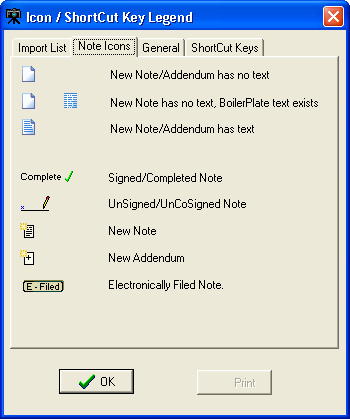 Icon / ShortCut Key Legend
Import List Note Icons General ShortCut Keys
New Note/Addendum has no text
New Note has no text, BoilerPlate text exists
New Note/Addendum has text
Complete Signed/Completed Note
x UnSigned/UnCoSigned Note
New Note
New Addendum
E - Filed Electronically Filed Note.
OK Print